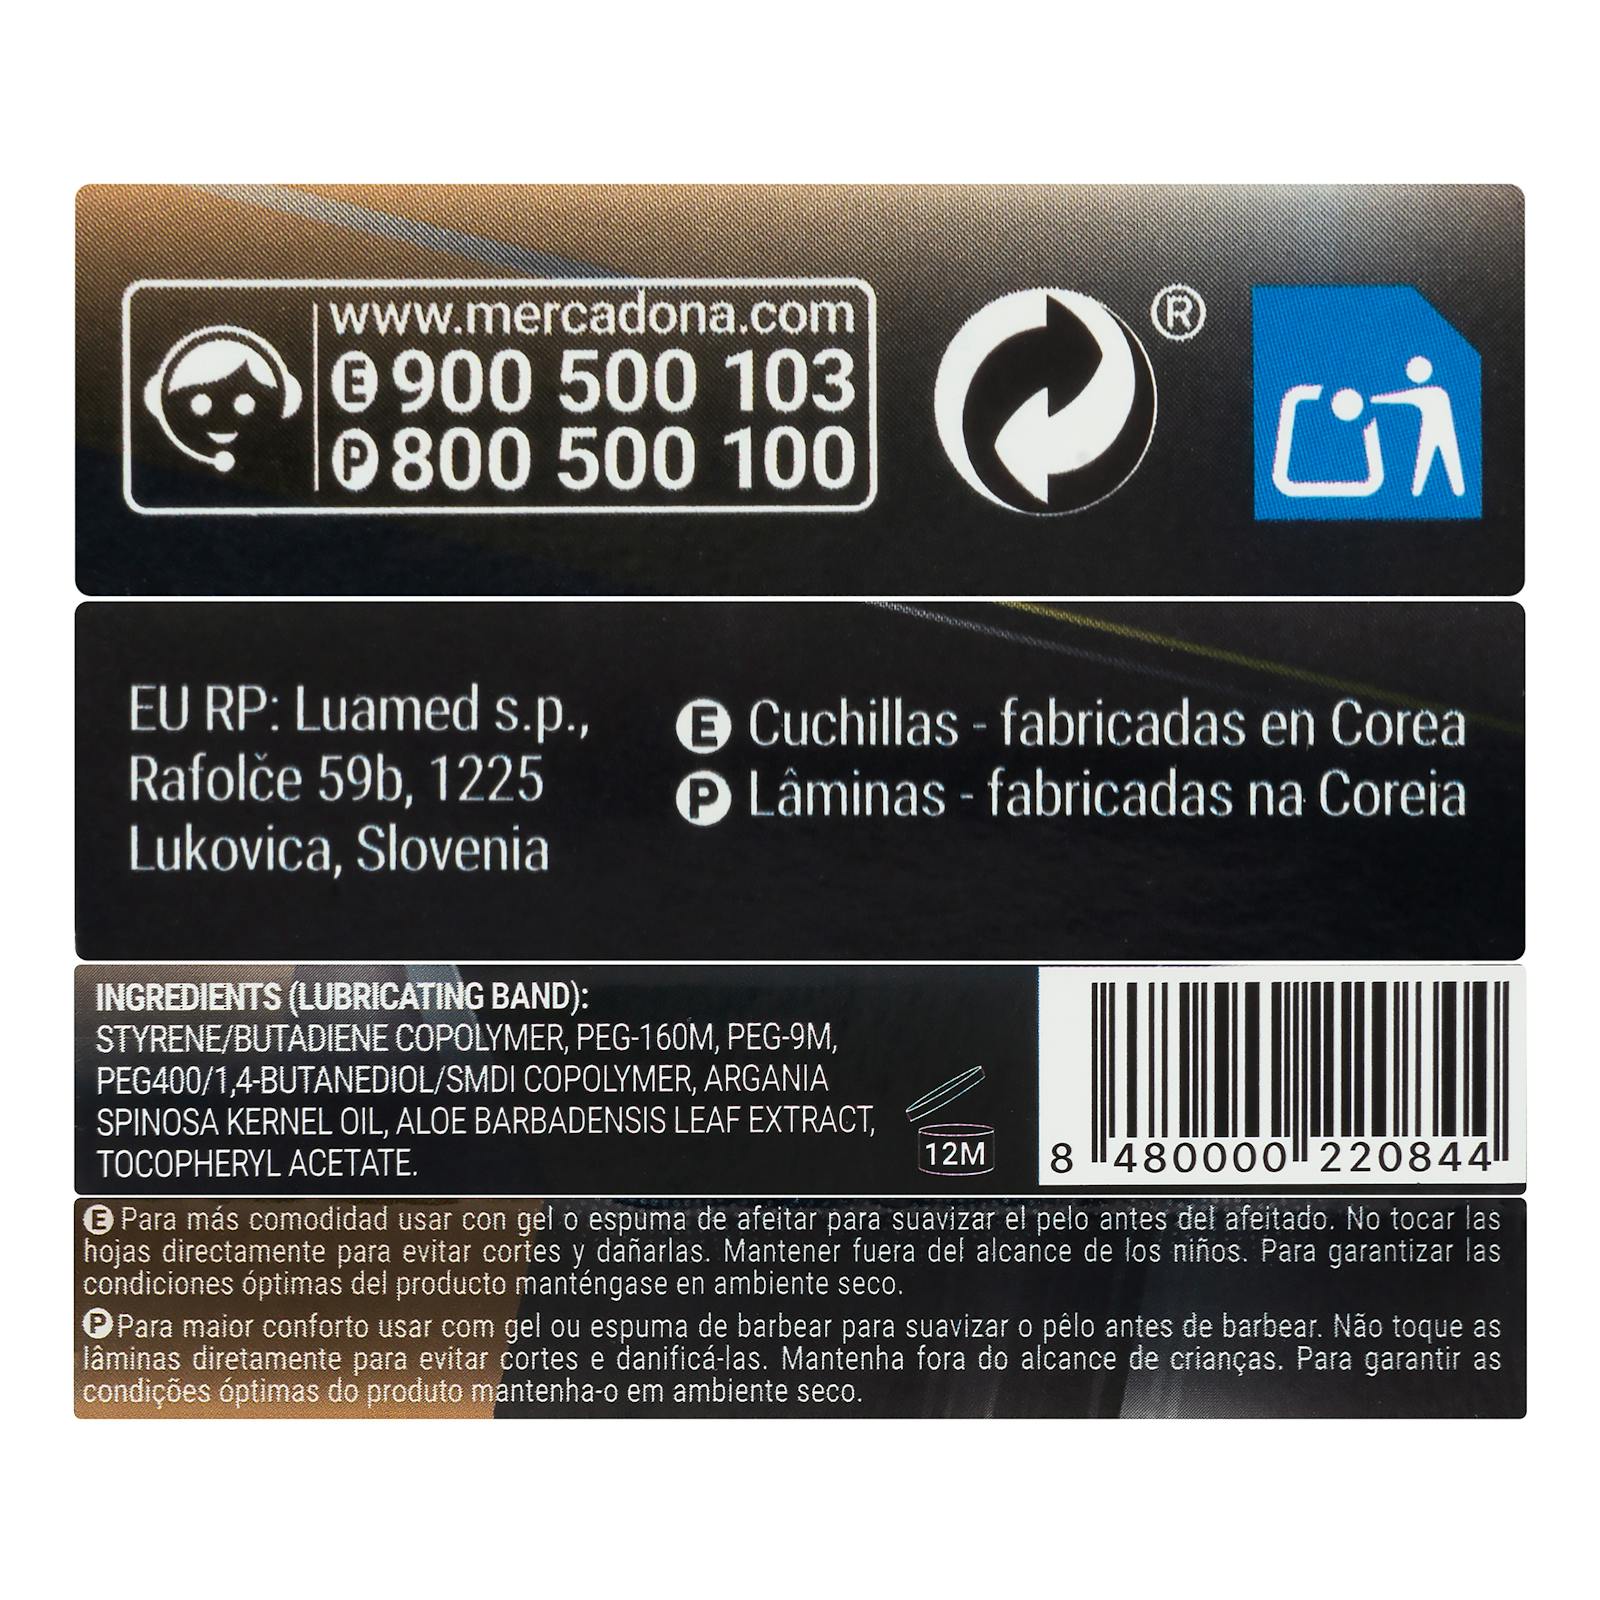 www.mercadona.com
E 900 500 103
P 800 500 100
®
EU RP: Luamed s.p.,
Rafolče 59b, 1225
Lukovica, Slovenia
E Cuchillas - fabricadas en Corea
P Lâminas - fabricadas na Coreia
INGREDIENTS (LUBRICATING BAND):
STYRENE/BUTADIENE COPOLYMER, PEG-160M, PEG-9M,
PEG400/1,4-BUTANEDIOL/SMDI COPOLYMER, ARGANIA
SPINOSA KERNEL OIL, ALOE BARBADENSIS LEAF EXTRACT,
TOCOPHERYL ACETATE.
12M
8 480000 220844
E Para más comodidad usar con gel o espuma de afeitar para suavizar el pelo antes del afeitado. No tocar las
hojas directamente para evitar cortes y dañarlas. Mantener fuera del alcance de los niños. Para garantizar las
condiciones óptimas del producto manténgase en ambiente seco.
P Para maior conforto usar com gel ou espuma de barbear para suavizar o pêlo antes de barbear. Não toque as
lâminas diretamente para evitar cortes e danificá-las. Mantenha fora do alcance de crianças. Para garantir as
condições óptimas do produto mantenha-o em ambiente seco.